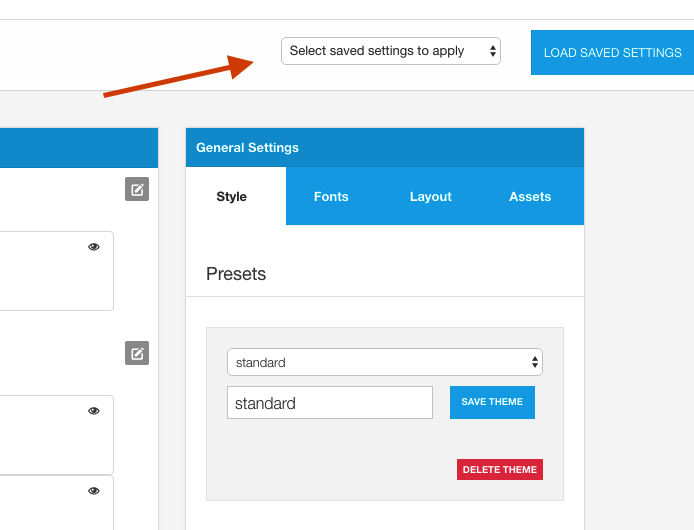 Select saved settings to apply
LOAD SAVED SETTINGS
General Settings
Style
Fonts
Layout
Assets
Presets
standard
standard
SAVE THEME
DELETE THEME